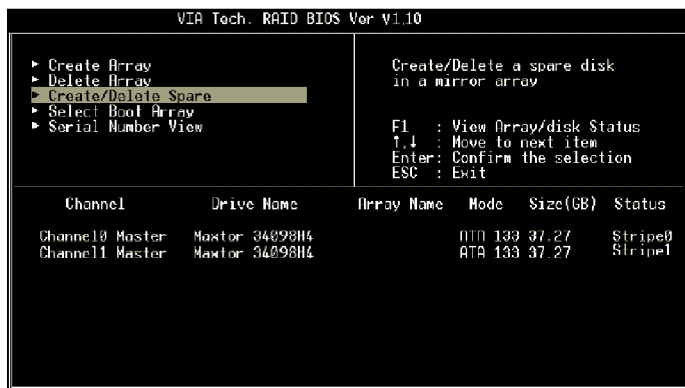 VIA Tech. RAID BIOS Ver V1.10
▶ Create Array
▶ Delete Array
▶ Create/Delete Spare
▶ Select Boot Array
▶ Serial Number View
Create/Delete a spare disk
in a mirror array
F1 : View Array/disk Status
↑,↓ : Move to next item
Enter: Confirm the selection
ESC : Exit
Channel Drive Name Array Name Mode Size(GB) Status
Channel0 Master Maxtor 34098H4 ATA 133 37.27 Stripe0
Channel1 Master Maxtor 34098H4 ATA 133 37.27 Stripe1